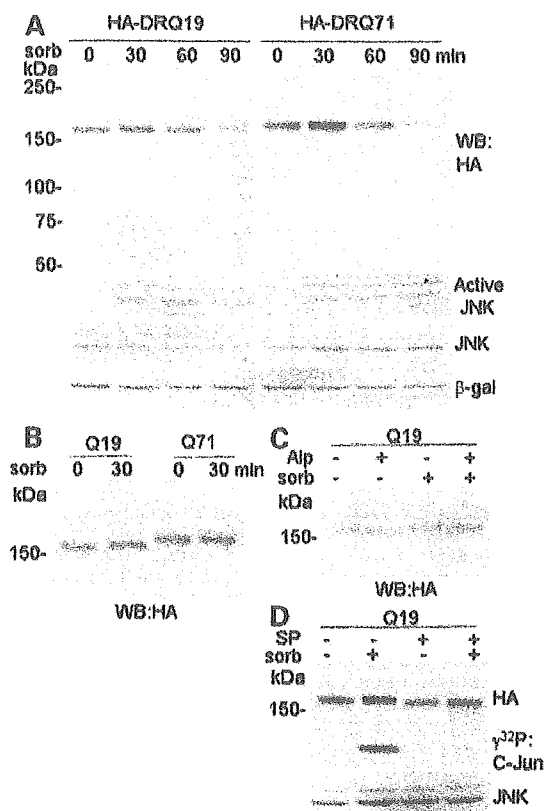 A
HA-DRQ19 HA-DRQ71
sorb 0 30 60 90 0 30 60 90 min
kDa
250-
150-
WB:
HA
100-
75-
50-
Active
JNK
JNK
β-gal
B
Q19 Q71
sorb 0 30 0 30 min
kDa
150-
WB:HA
C
Q19
Alp - + - +
sorb - - + +
kDa
150-
WB:HA
D
Q19
SP - - + +
sorb - + - +
kDa
150-
HA
γ32P:
C-Jun
JNK